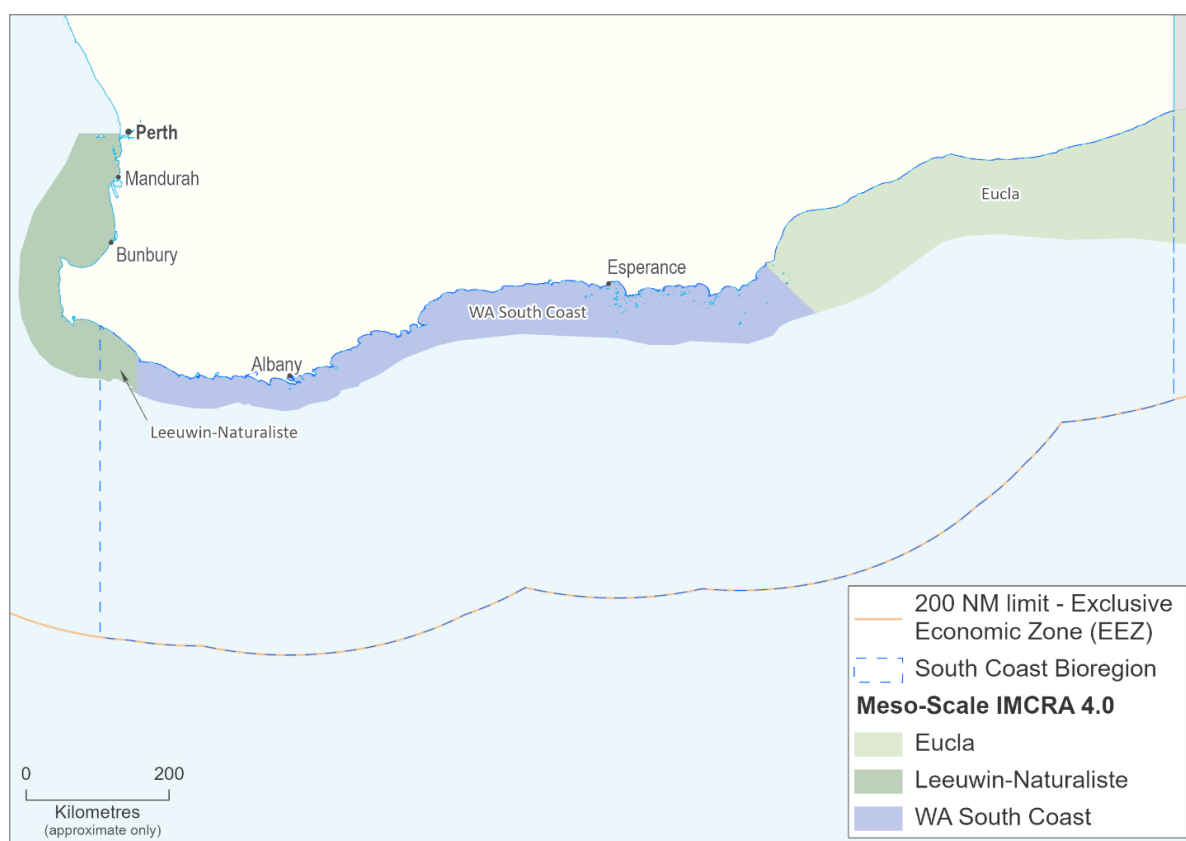 Perth
Mandurah
Bunbury
Eucla
Esperance
WA South Coast
Albany
Leeuwin-Naturaliste
200 NM limit - Exclusive
Economic Zone (EEZ)
South Coast Bioregion
Meso-Scale IMCRA 4.0
Eucla
Leeuwin-Naturaliste
WA South Coast
0 200
Kilometres
(approximate only)